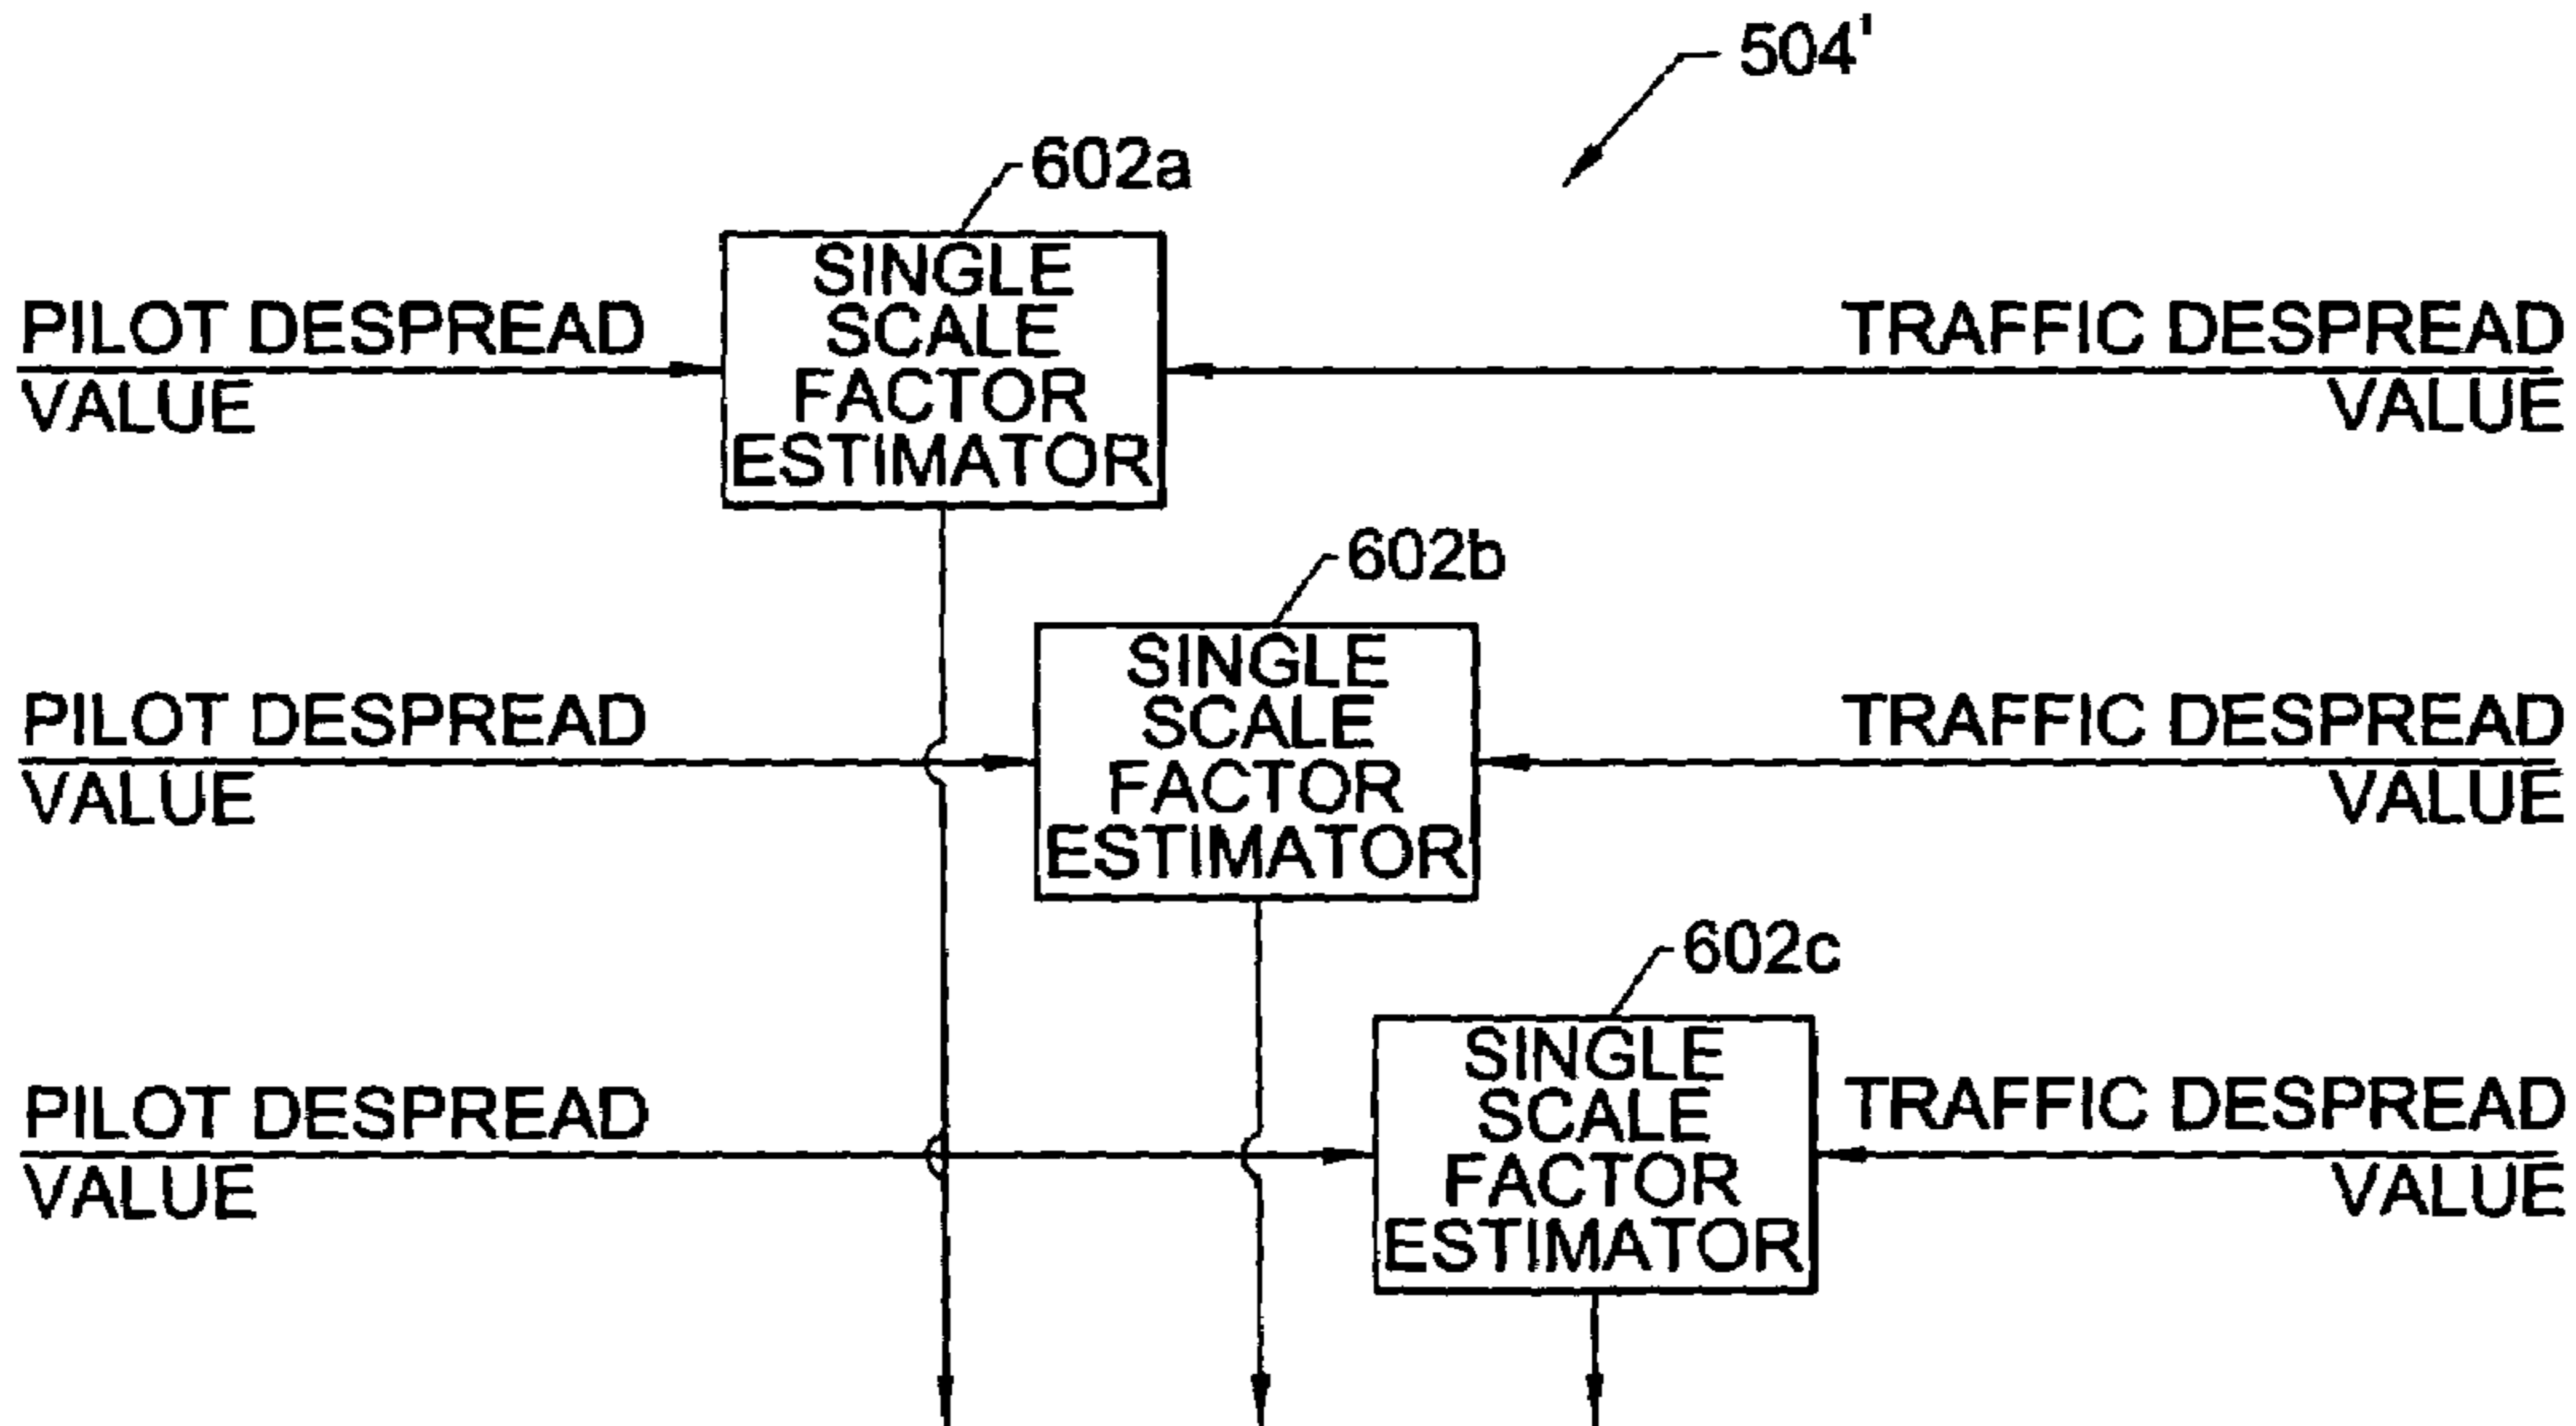 504'
602a
SINGLE
SCALE
FACTOR
ESTIMATOR
PILOT DESPREAD
VALUE
TRAFFIC DESPREAD
VALUE
602b
SINGLE
SCALE
FACTOR
ESTIMATOR
PILOT DESPREAD
VALUE
TRAFFIC DESPREAD
VALUE
602c
SINGLE
SCALE
FACTOR
ESTIMATOR
PILOT DESPREAD
VALUE
TRAFFIC DESPREAD
VALUE